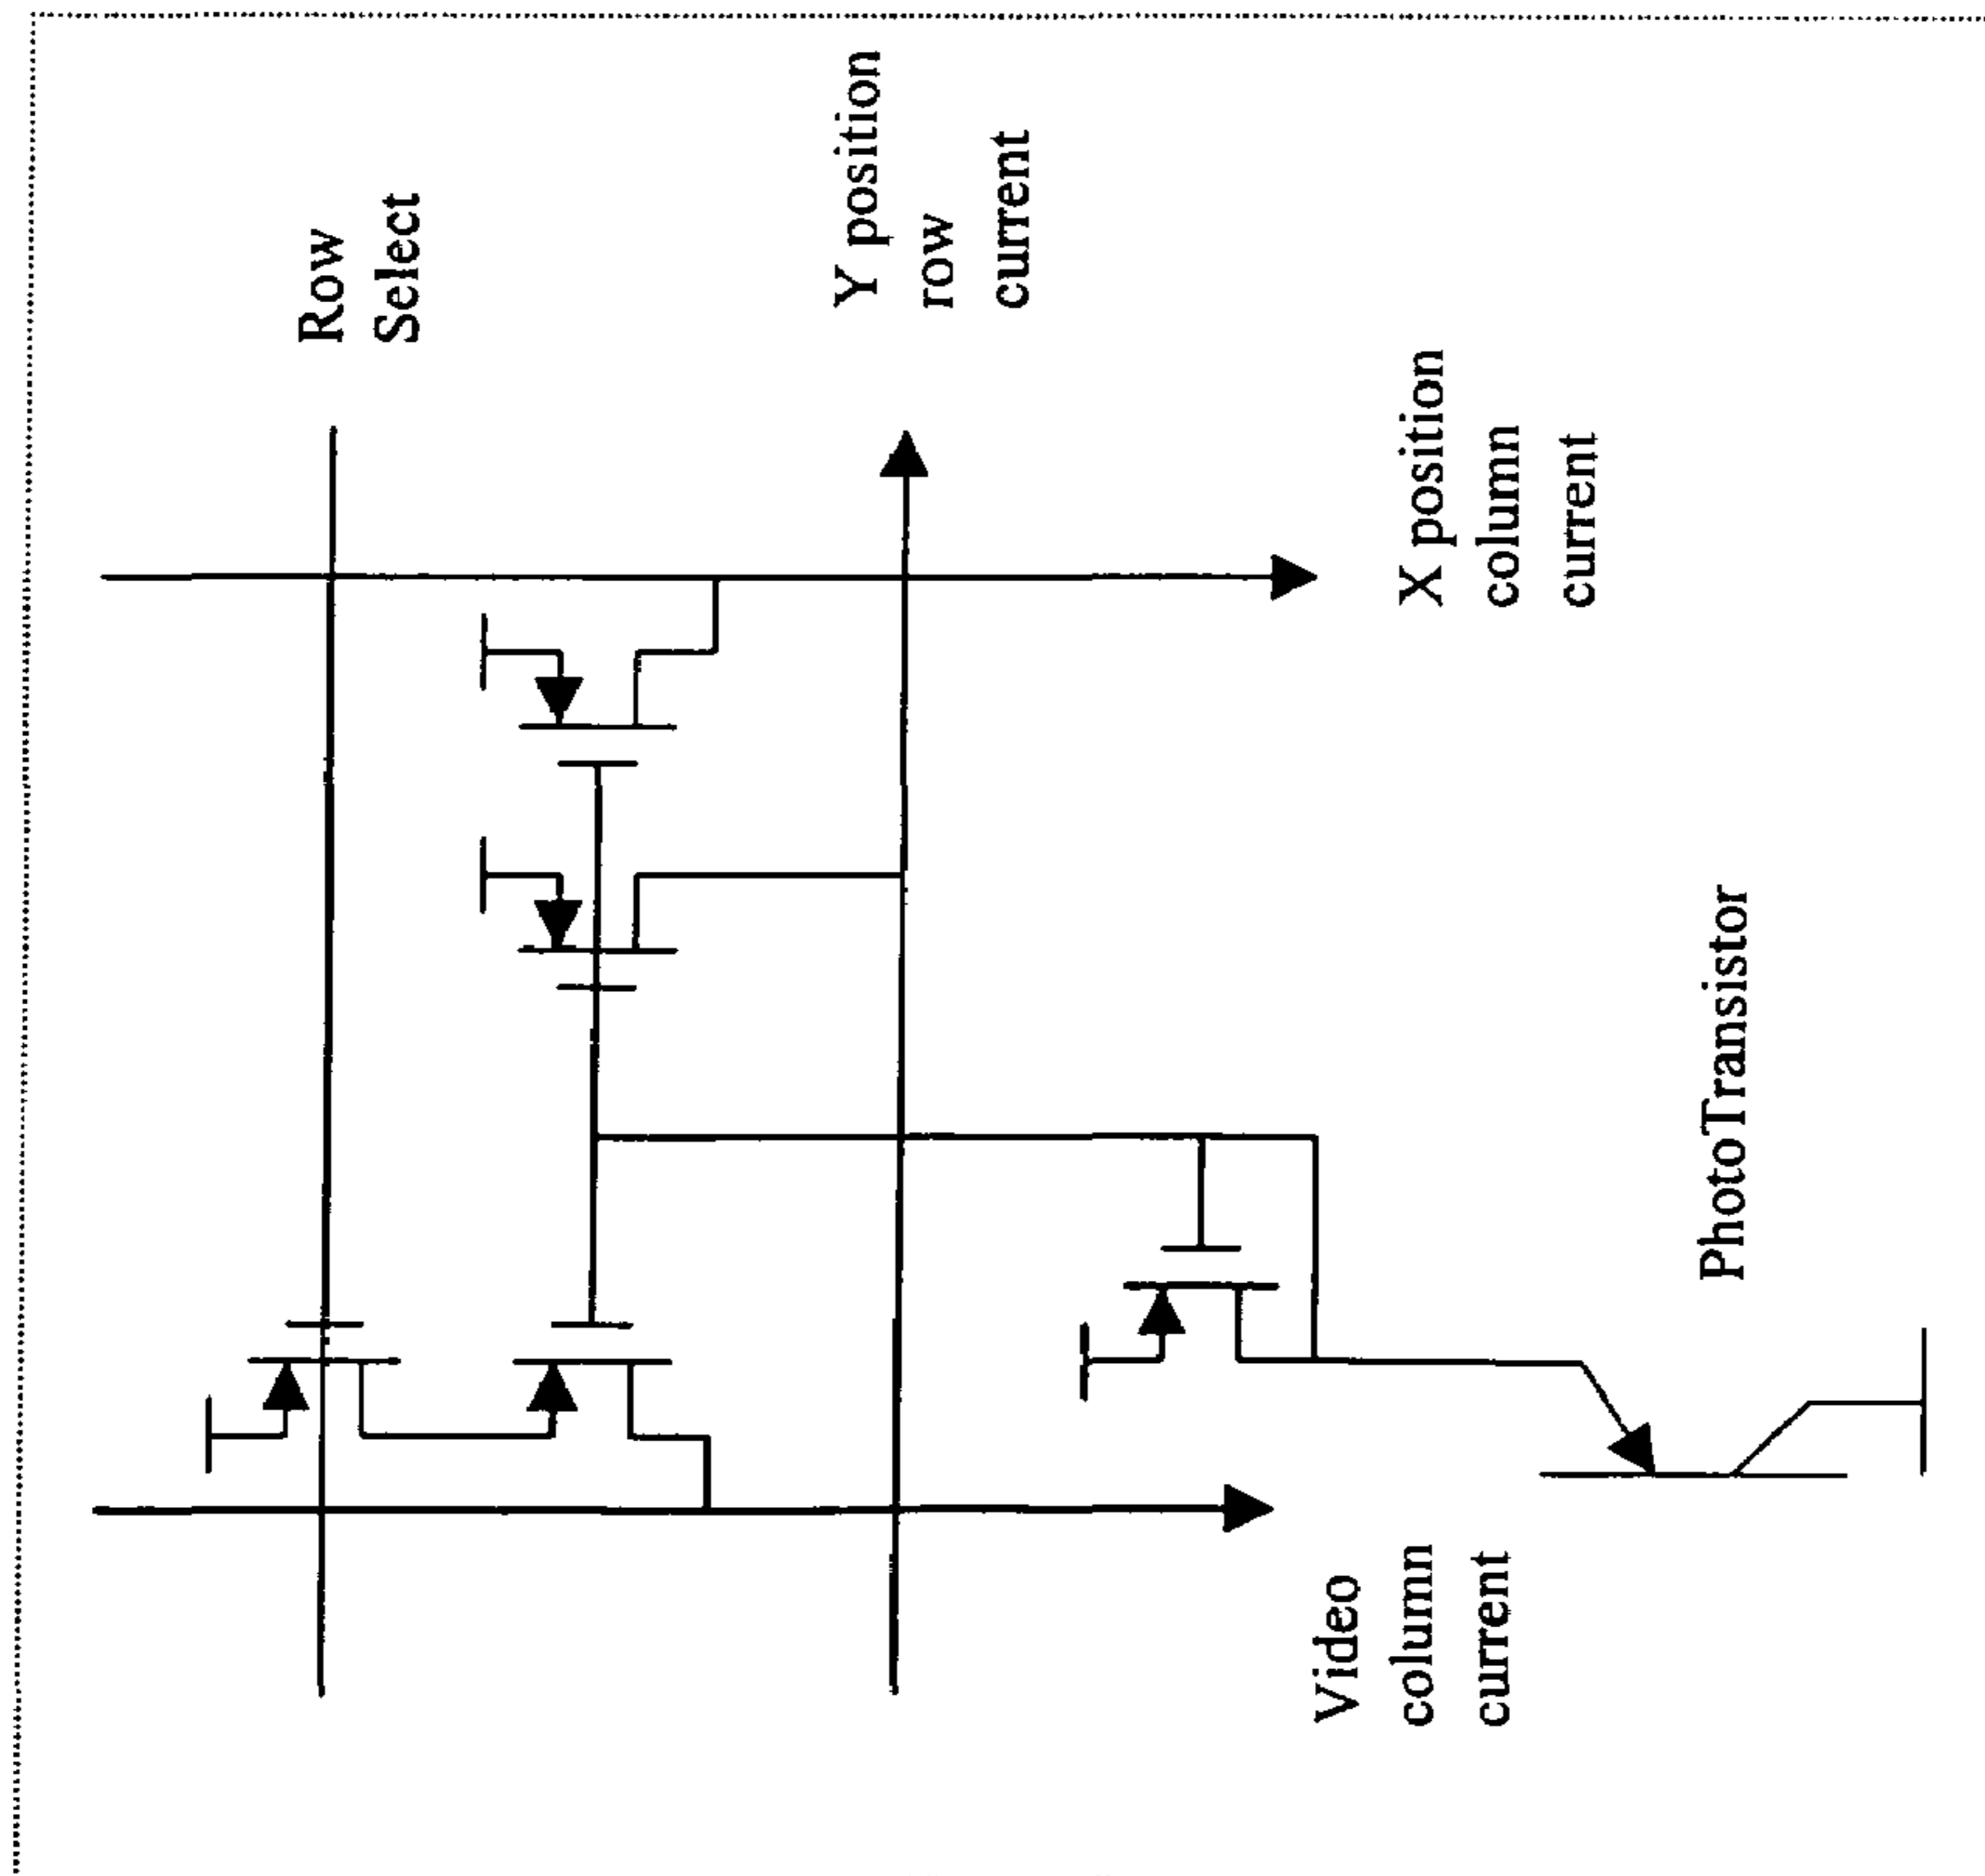 Row
Select
Y position
row
current
X position
column
current
PhotoTransistor
Video
column
current